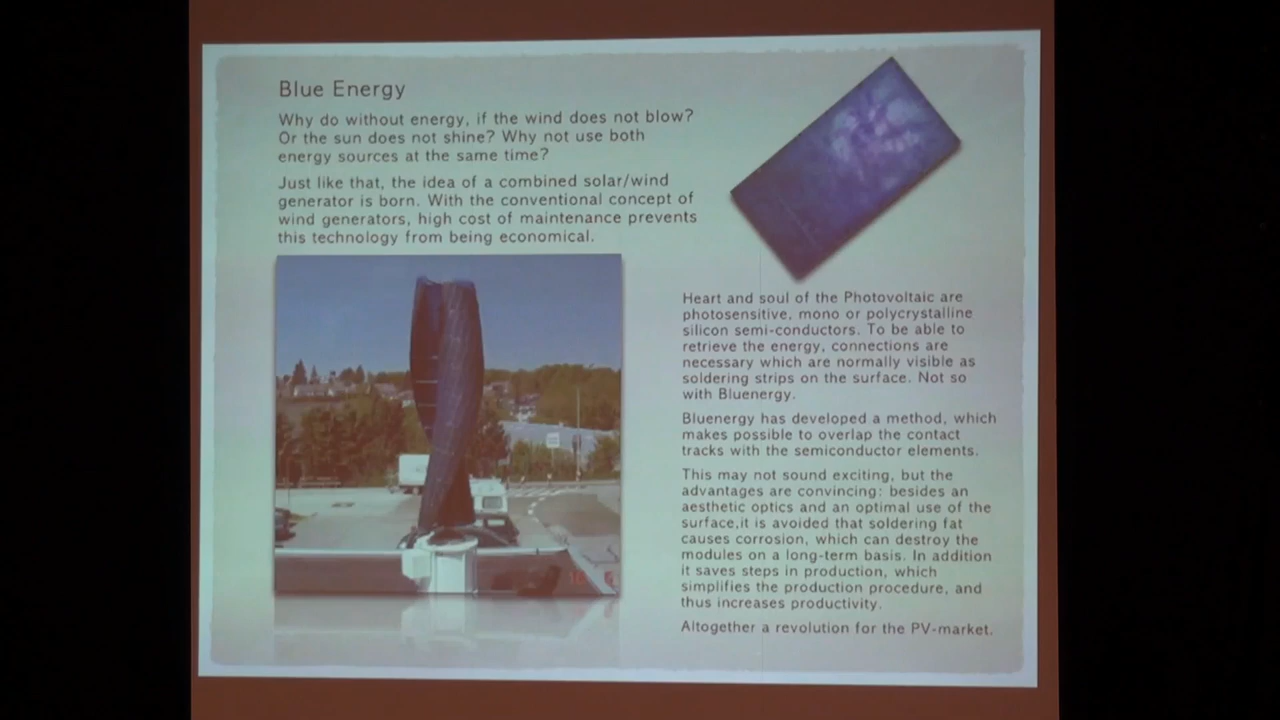 Blue Energy
Why do without energy, if the wind does not blow?
Or the sun does not shine? Why not use both
energy sources at the same time?
Just like that, the idea of a combined solar/wind
generator is born. With the conventional concept of
wind generators, high cost of maintenance prevents
this technology from being economical.
Heart and soul of the Photovoltaic are
photosensitive, mono or polycrystalline
silicon semi-conductors. To be able to
retrieve the energy, connections are
necessary which are normally visible as
soldering strips on the surface. Not so
with Bluenergy.
Bluenergy has developed a method, which
makes possible to overlap the contact
tracks with the semiconductor elements.
This may not sound exciting, but the
advantages are convincing: besides an
aesthetic optics and an optimal use of the
surface,it is avoided that soldering fat
causes corrosion, which can destroy the
modules on a long-term basis. In addition
it saves steps in production, which
simplifies the production procedure, and
thus increases productivity.
Altogether a revolution for the PV-market.